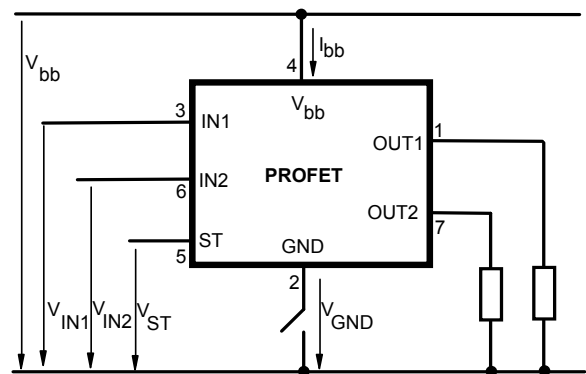 V bb
I bb
4
3
V bb
IN1
1
OUT1
6
IN2
PROFET
OUT2
7
5
ST
GND
2
V IN1
V IN2
V ST
V GND